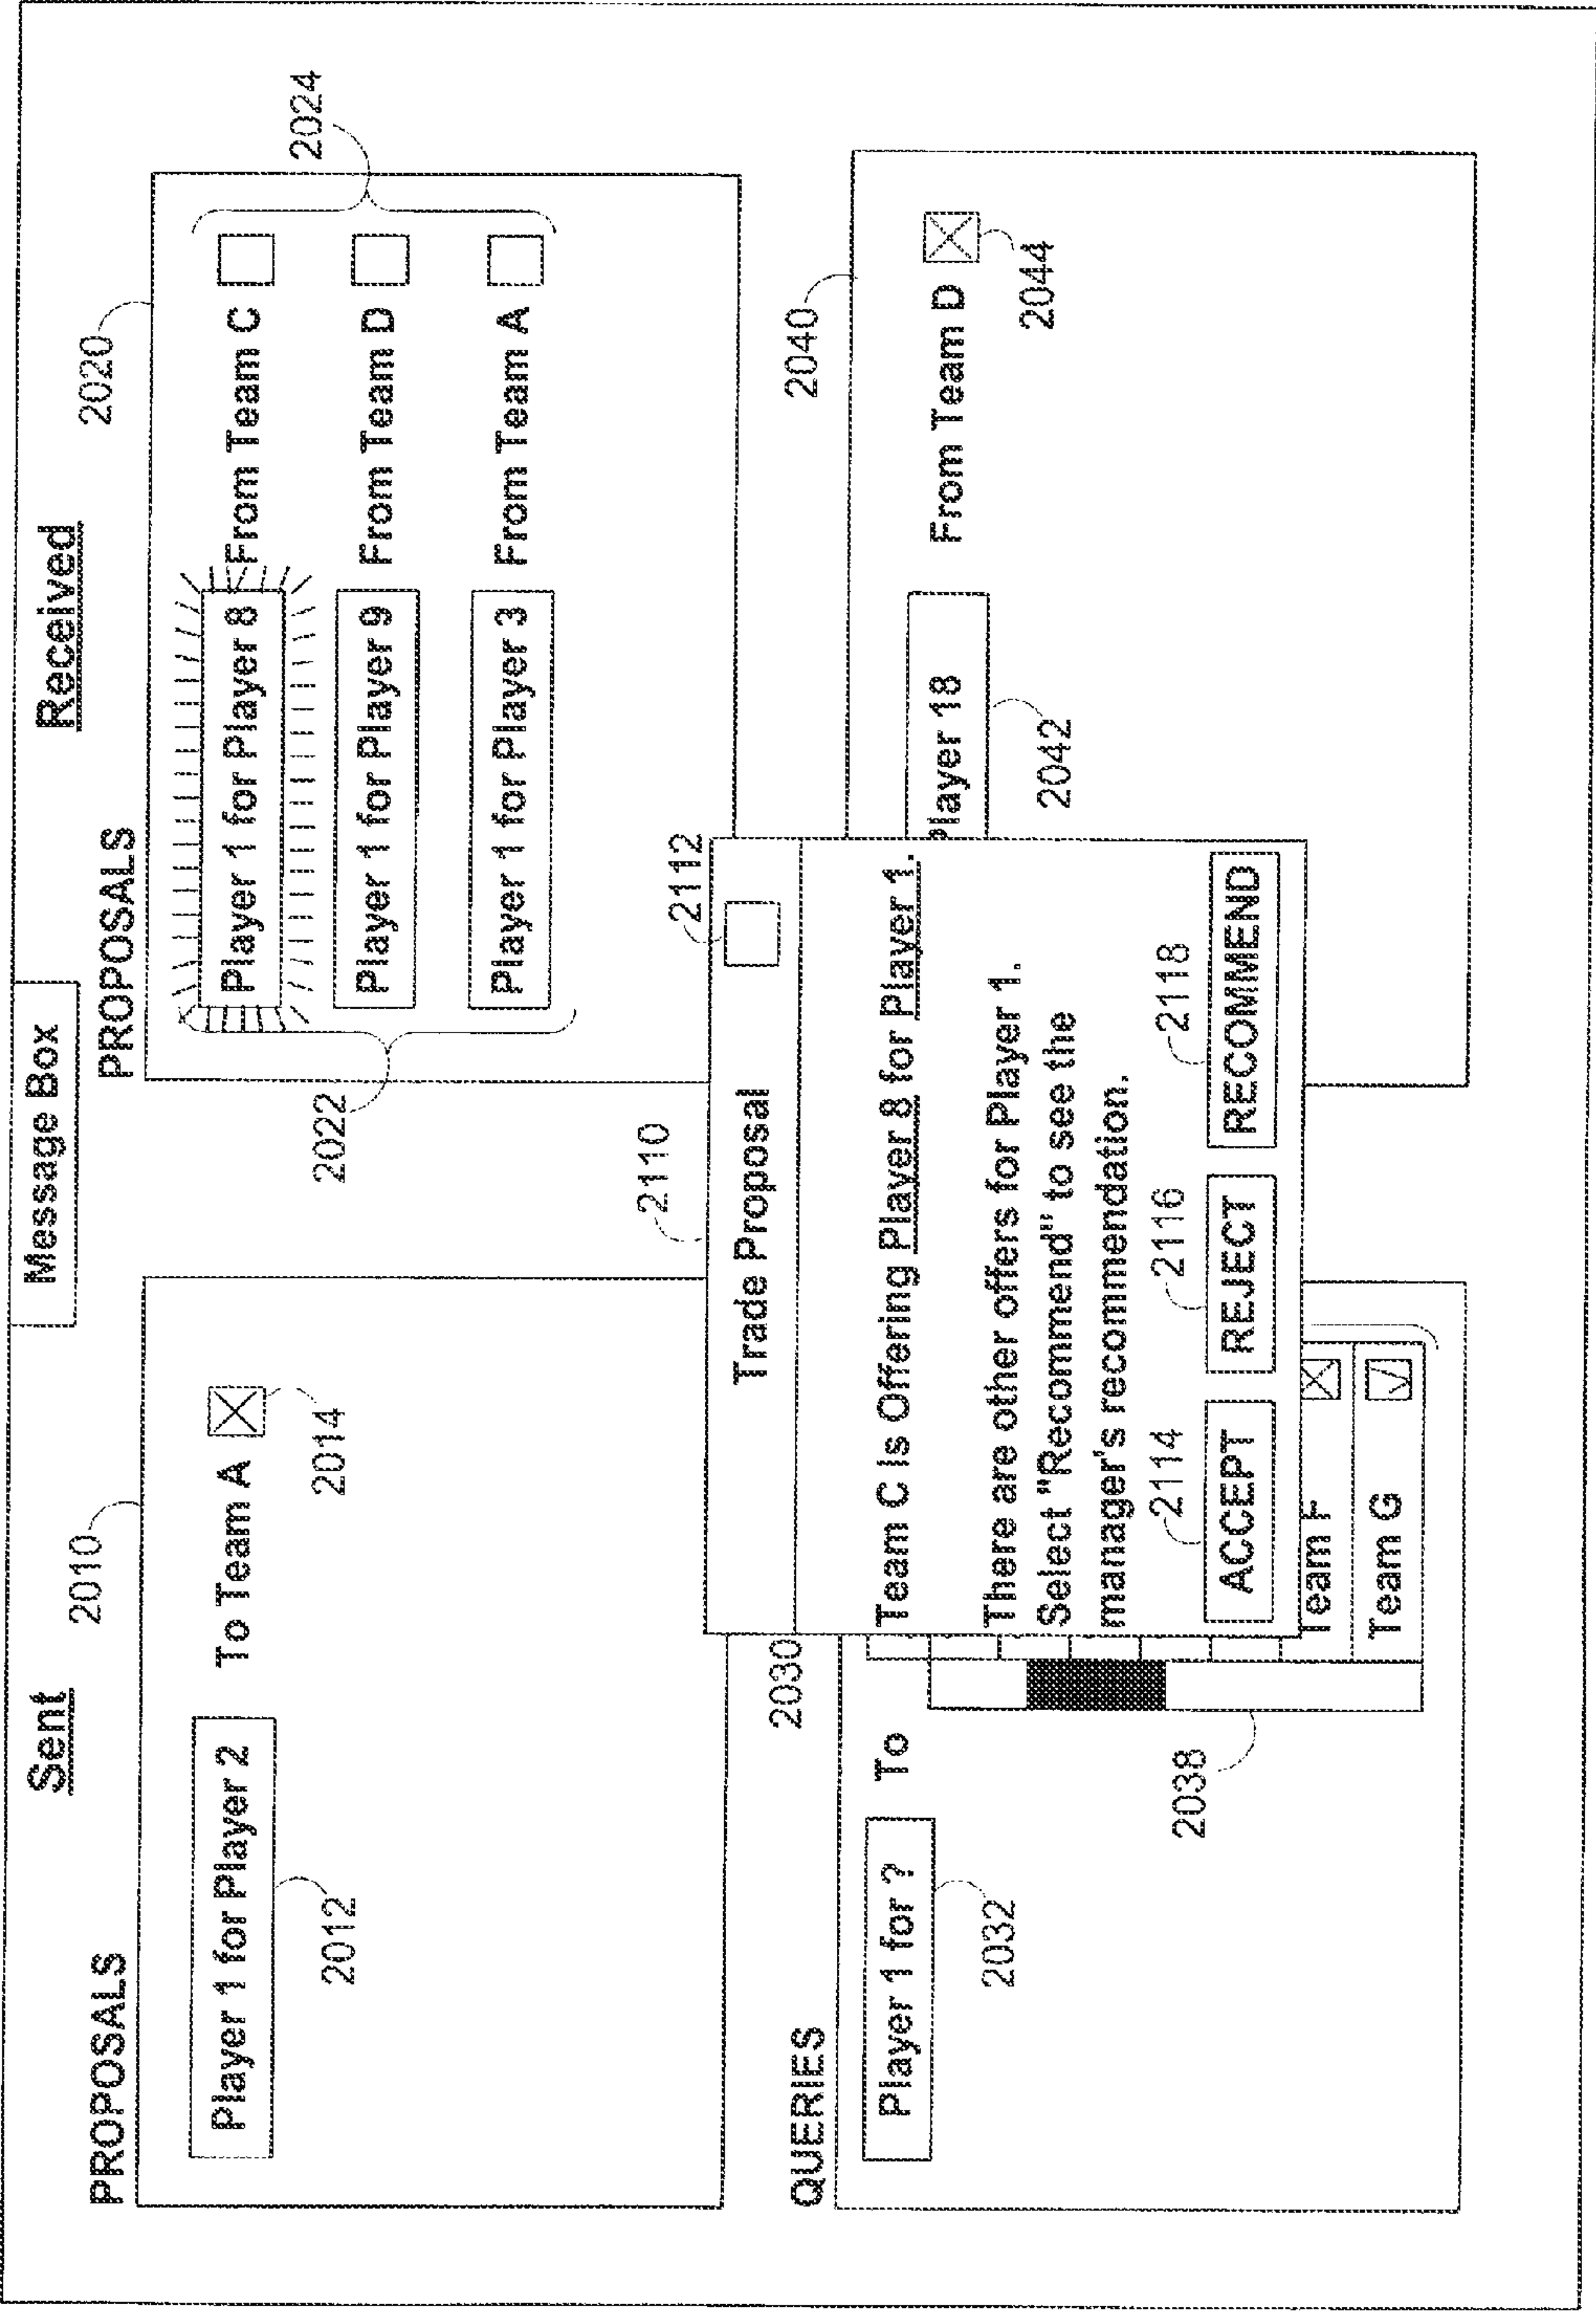 Message Box
Sent
Received
PROPOSALS
2010
Player 1 for Player 2
To Team A
2012
2014
PROPOSALS
2020
2024
Player 1 for Player 8
From Team C
Player 1 for Player 9
From Team D
Player 1 for Player 3
From Team A
2022
2110
2112
Trade Proposal
Team C is Offering Player 8 for Player 1.
There are other offers for Player 1.
Select "Recommend" to see the
manager's recommendation.
2114
2116
2118
ACCEPT
REJECT
RECOMMEND
QUERIES
2030
Player 1 for ?
To
2032
2038
Team F
Team G
2040
Player 18
From Team D
2042
2044